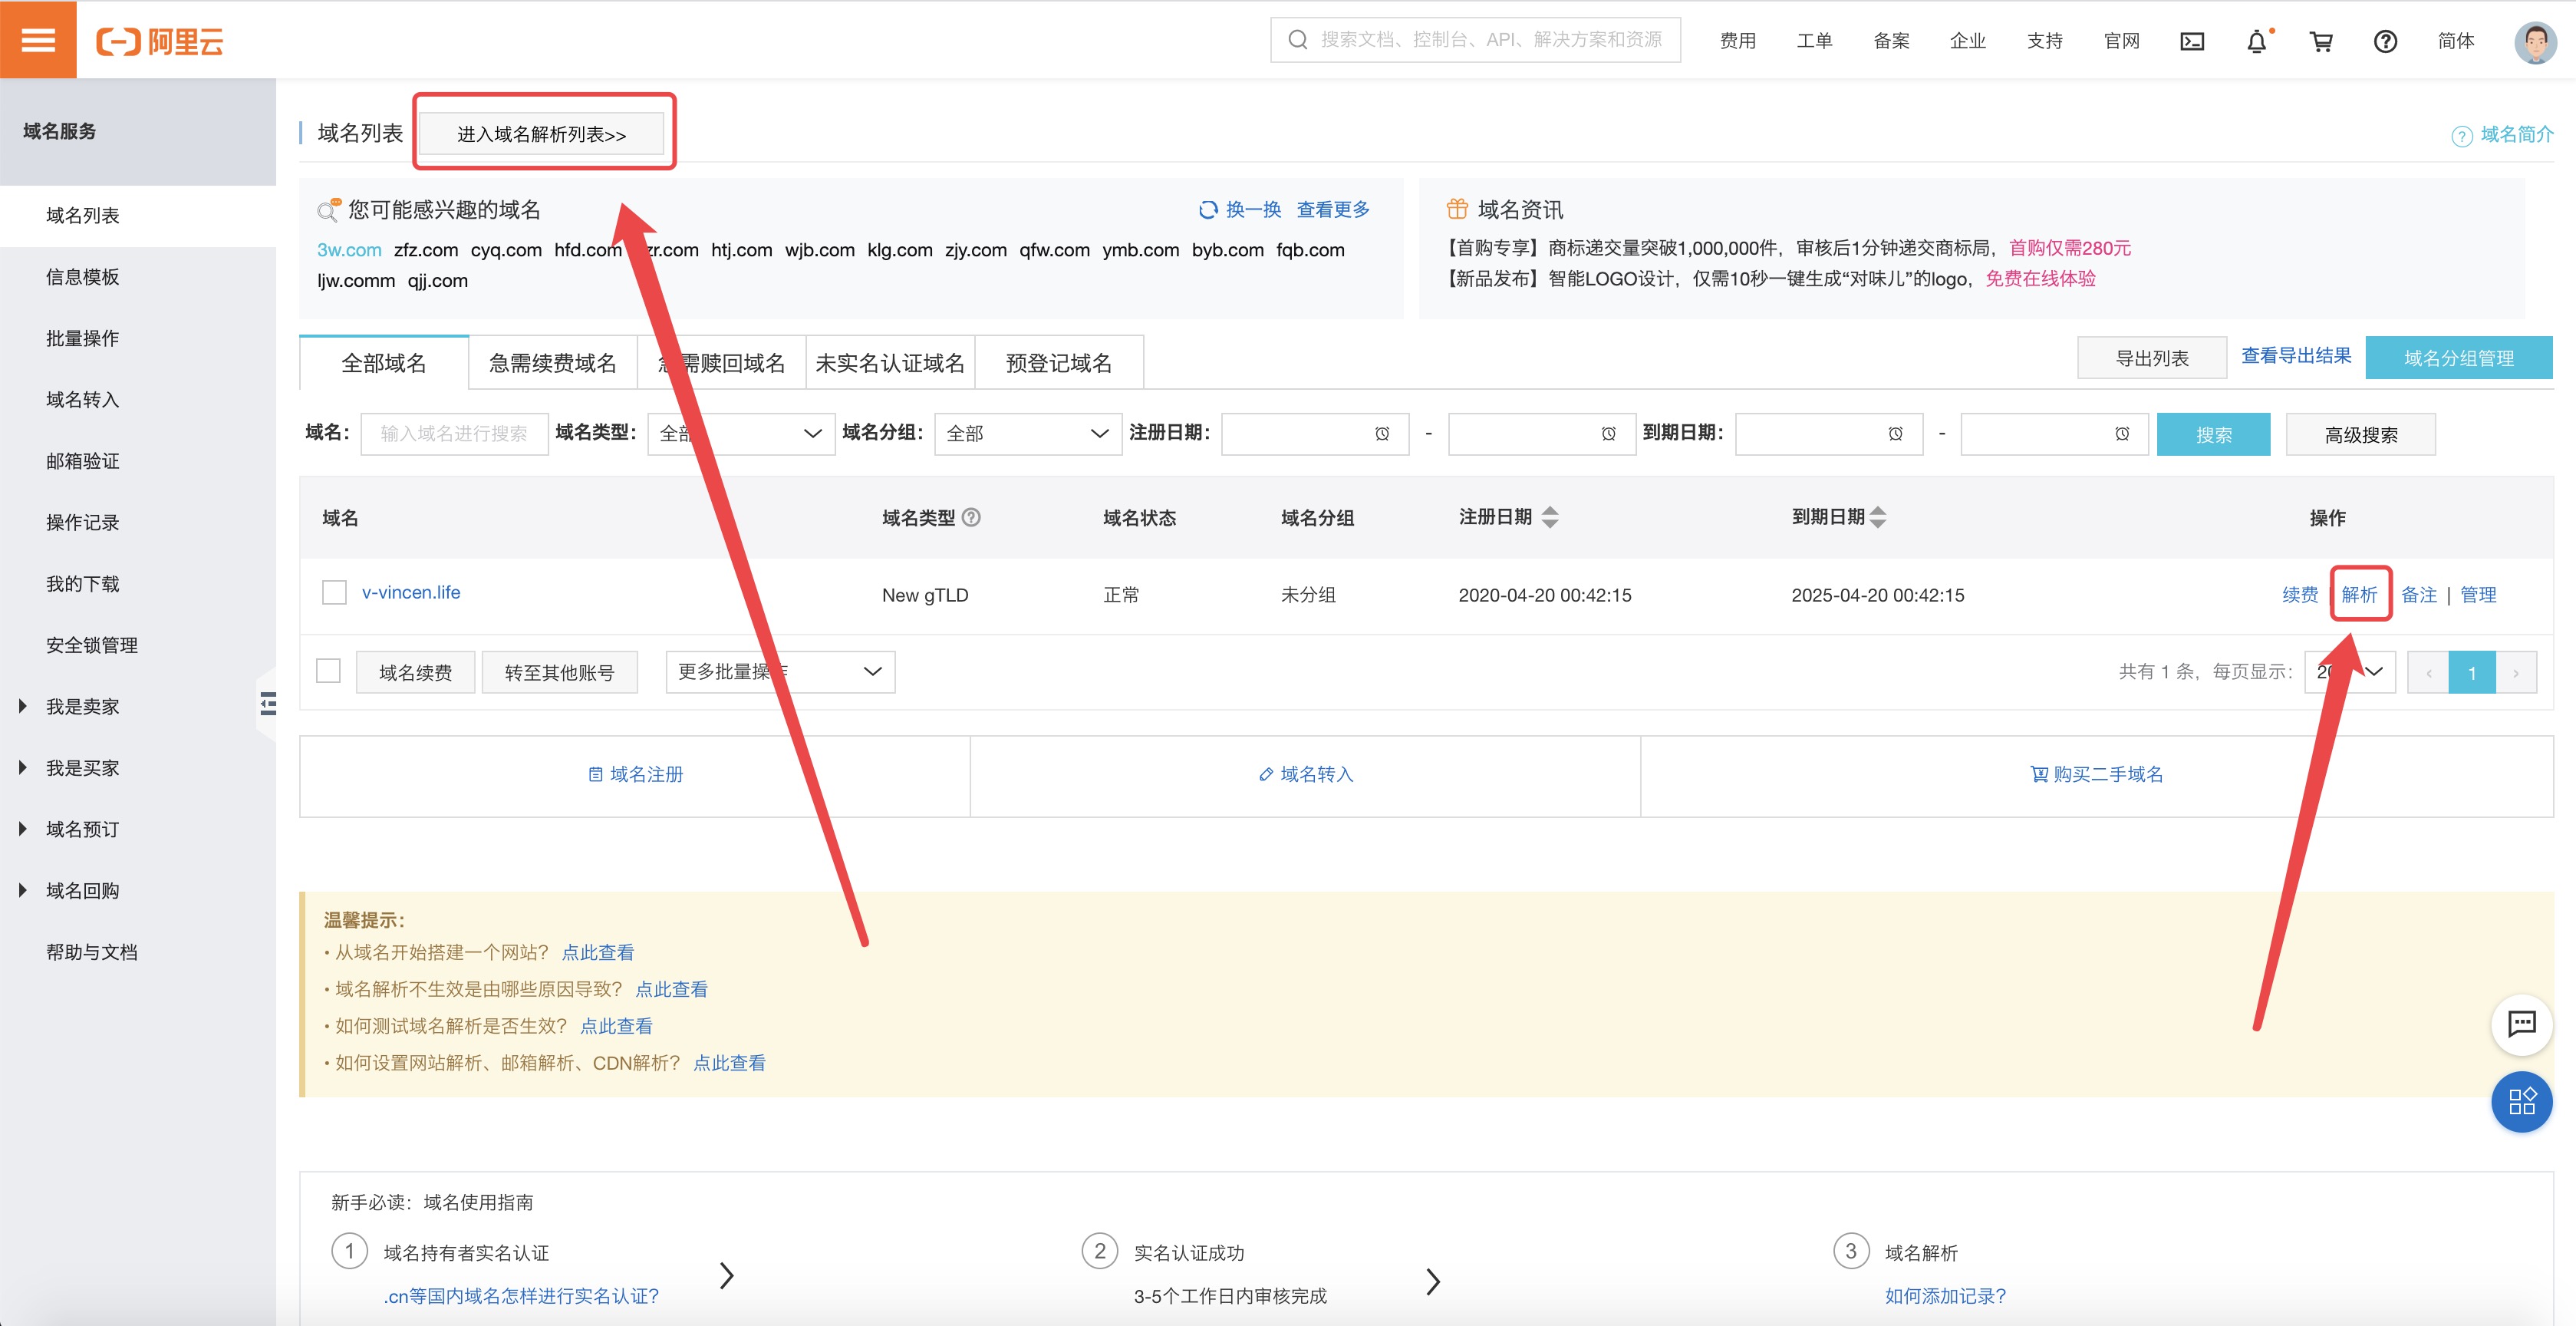 阿里云
搜索文档、控制台、API、解决方案和资源
费用 工单 备案 企业 支持 官网 简体
域名服务
域名列表
信息模板
批量操作
域名转入
邮箱验证
操作记录
我的下载
安全锁管理
我是卖家
我是买家
域名预订
域名回购
帮助与文档
域名列表 进入域名解析列表>>
域名简介
您可能感兴趣的域名 换一换 查看更多
3w.com zfz.com cyq.com hfd.com zr.com htj.com wjb.com klg.com zjy.com qfw.com ymb.com byb.com fqb.com
ljw.comm qjj.com
域名资讯
【首购专享】商标递交量突破1,000,000件，审核后1分钟递交商标局，首购仅需280元
【新品发布】智能LOGO设计，仅需10秒一键生成“对味儿”的logo，免费在线体验
全部域名 急需续费域名 急需赎回域名 未实名认证域名 预登记域名
导出列表 查看导出结果 域名分组管理
域名： 输入域名进行搜索 域名类型： 全部 域名分组： 全部 注册日期： - 到期日期： - 搜索 高级搜索
域名 域名类型 域名状态 域名分组 注册日期 到期日期 操作
v-vincen.life New gTLD 正常 未分组 2020-04-20 00:42:15 2025-04-20 00:42:15 续费 | 解析 备注 | 管理
域名续费 转至其他账号 更多批量操作 共有 1 条，每页显示： 20 ‹ 1 ›
域名注册 域名转入 购买二手域名
温馨提示：
• 从域名开始搭建一个网站？ 点此查看
• 域名解析不生效是由哪些原因导致？ 点此查看
• 如何测试域名解析是否生效？ 点此查看
• 如何设置网站解析、邮箱解析、CDN解析？ 点此查看
新手必读：域名使用指南
1 域名持有者实名认证
.cn等国内域名怎样进行实名认证？
2 实名认证成功
3-5个工作日内审核完成
3 域名解析
如何添加记录？